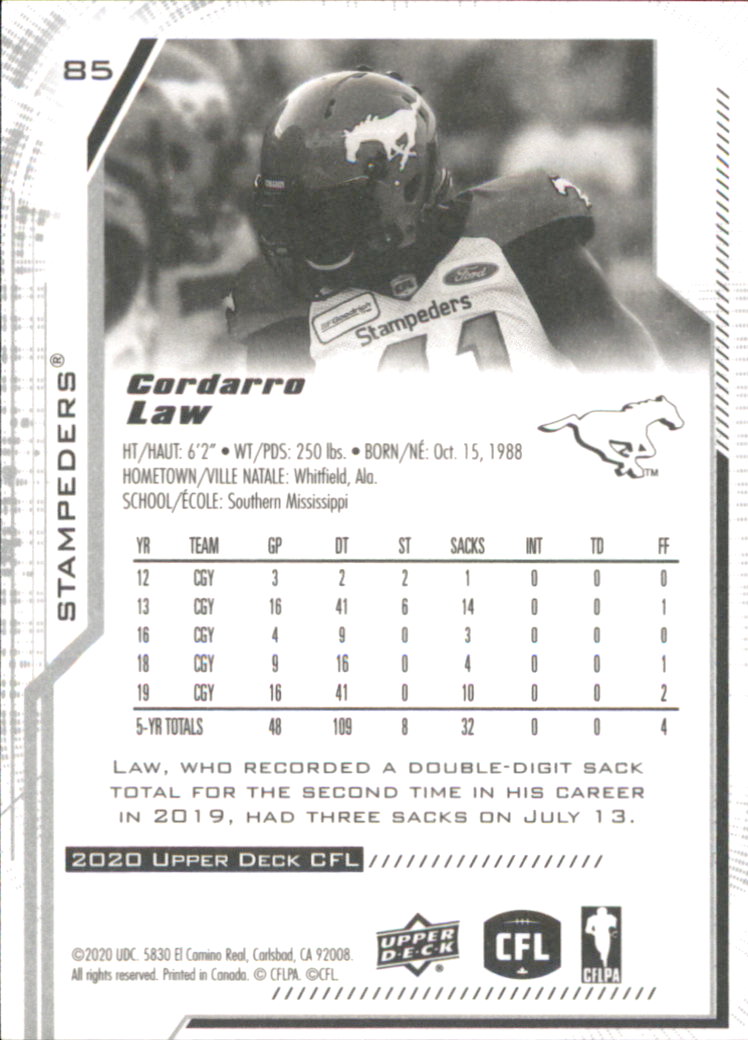 85
BFGoodrich
CFL
Ford
Stampeders
41
STAMPEDERS®
Cordarro
Law
HT/HAUT: 6'2" • WT/PDS: 250 lbs. • BORN/NÉ: Oct. 15, 1988
HOMETOWN/VILLE NATALE: Whitfield, Ala.
SCHOOL/ÉCOLE: Southern Mississippi
TM
YR TEAM GP DT ST SACKS INT TD FF
12 CGY 3 2 2 1 0 0 0
13 CGY 16 41 6 14 0 0 1
16 CGY 4 9 0 3 0 0 0
18 CGY 9 16 0 4 0 0 1
19 CGY 16 41 0 10 0 0 2
5-YR TOTALS 48 109 8 32 0 0 4
LAW, WHO RECORDED A DOUBLE-DIGIT SACK
TOTAL FOR THE SECOND TIME IN HIS CAREER
IN 2019, HAD THREE SACKS ON JULY 13.
2020 UPPER DECK CFL
©2020 UDC. 5830 El Camino Real, Carlsbad, CA 92008.
All rights reserved. Printed in Canada. © CFLPA. ©CFL.
UPPER
D·E·C·K
®
CFL
CFLPA